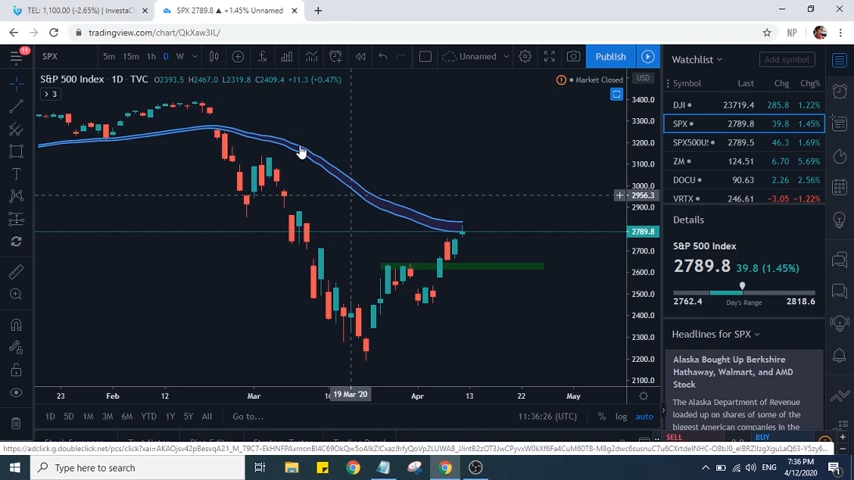 TEL: 1,100.00 (-2.65%) | InvestaCh
SPX 2789.8 ▲ +1.45% Unnamed
tradingview.com/chart/QkXaw3IL/
NP
11
SPX
5m 15m 1h D W
Unnamed
Publish
Watchlist
Add symbol
S&P 500 Index · 1D · TVC O2393.5 H2467.0 L2319.8 C2409.4 +11.3 (+0.47%)
Market Closed
USD
3
Symbol Last Chg Chg%
DJI 23719.4 285.8 1.22%
SPX 2789.8 39.8 1.45%
SPX500U 2789.5 46.3 1.69%
ZM 124.51 6.70 5.69%
DOCU 90.63 2.26 2.56%
VRTX 246.61 -3.05 -1.22%
3400.0
3300.0
3200.0
3100.0
3000.0
2956.3
2900.0
2789.8
2700.0
2600.0
2500.0
2400.0
2300.0
2200.0
2100.0
Details
S&P 500 Index
2789.8 39.8 (1.45%)
2762.4 Day's Range 2818.6
Headlines for SPX
Alaska Bought Up Berkshire
Hathaway, Walmart, and AMD
Stock
The Alaska Department of Revenue
loaded up on shares of some of the
biggest American companies in the
23 Feb 12 Mar 16 19 Mar '20 Apr 13 22 May
1D 5D 1M 3M 6M YTD 1Y 5Y All Go to...
11:36:26 (UTC) % log auto
SELL BUY
Type here to search
7:36 PM
4/12/2020